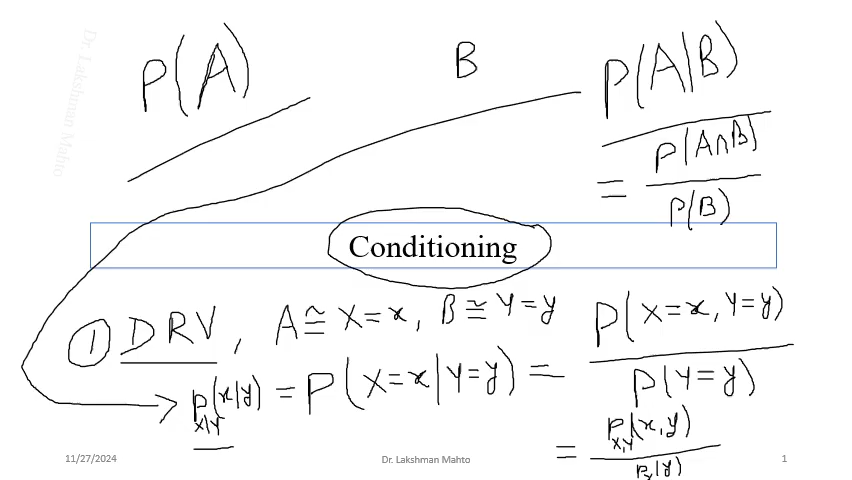 Dr. Lakshman Mahto
P(A)
B
P(A|B)
= P(A∩B) / P(B)
Conditioning
① DRV, A ≅ X=x, B ≅ Y=y
p_{X|Y}(x|y) = P(X=x|Y=y) = P(X=x, Y=y) / P(Y=y)
= p_{X,Y}(x,y) / p_Y(y)
11/27/2024
Dr. Lakshman Mahto
1